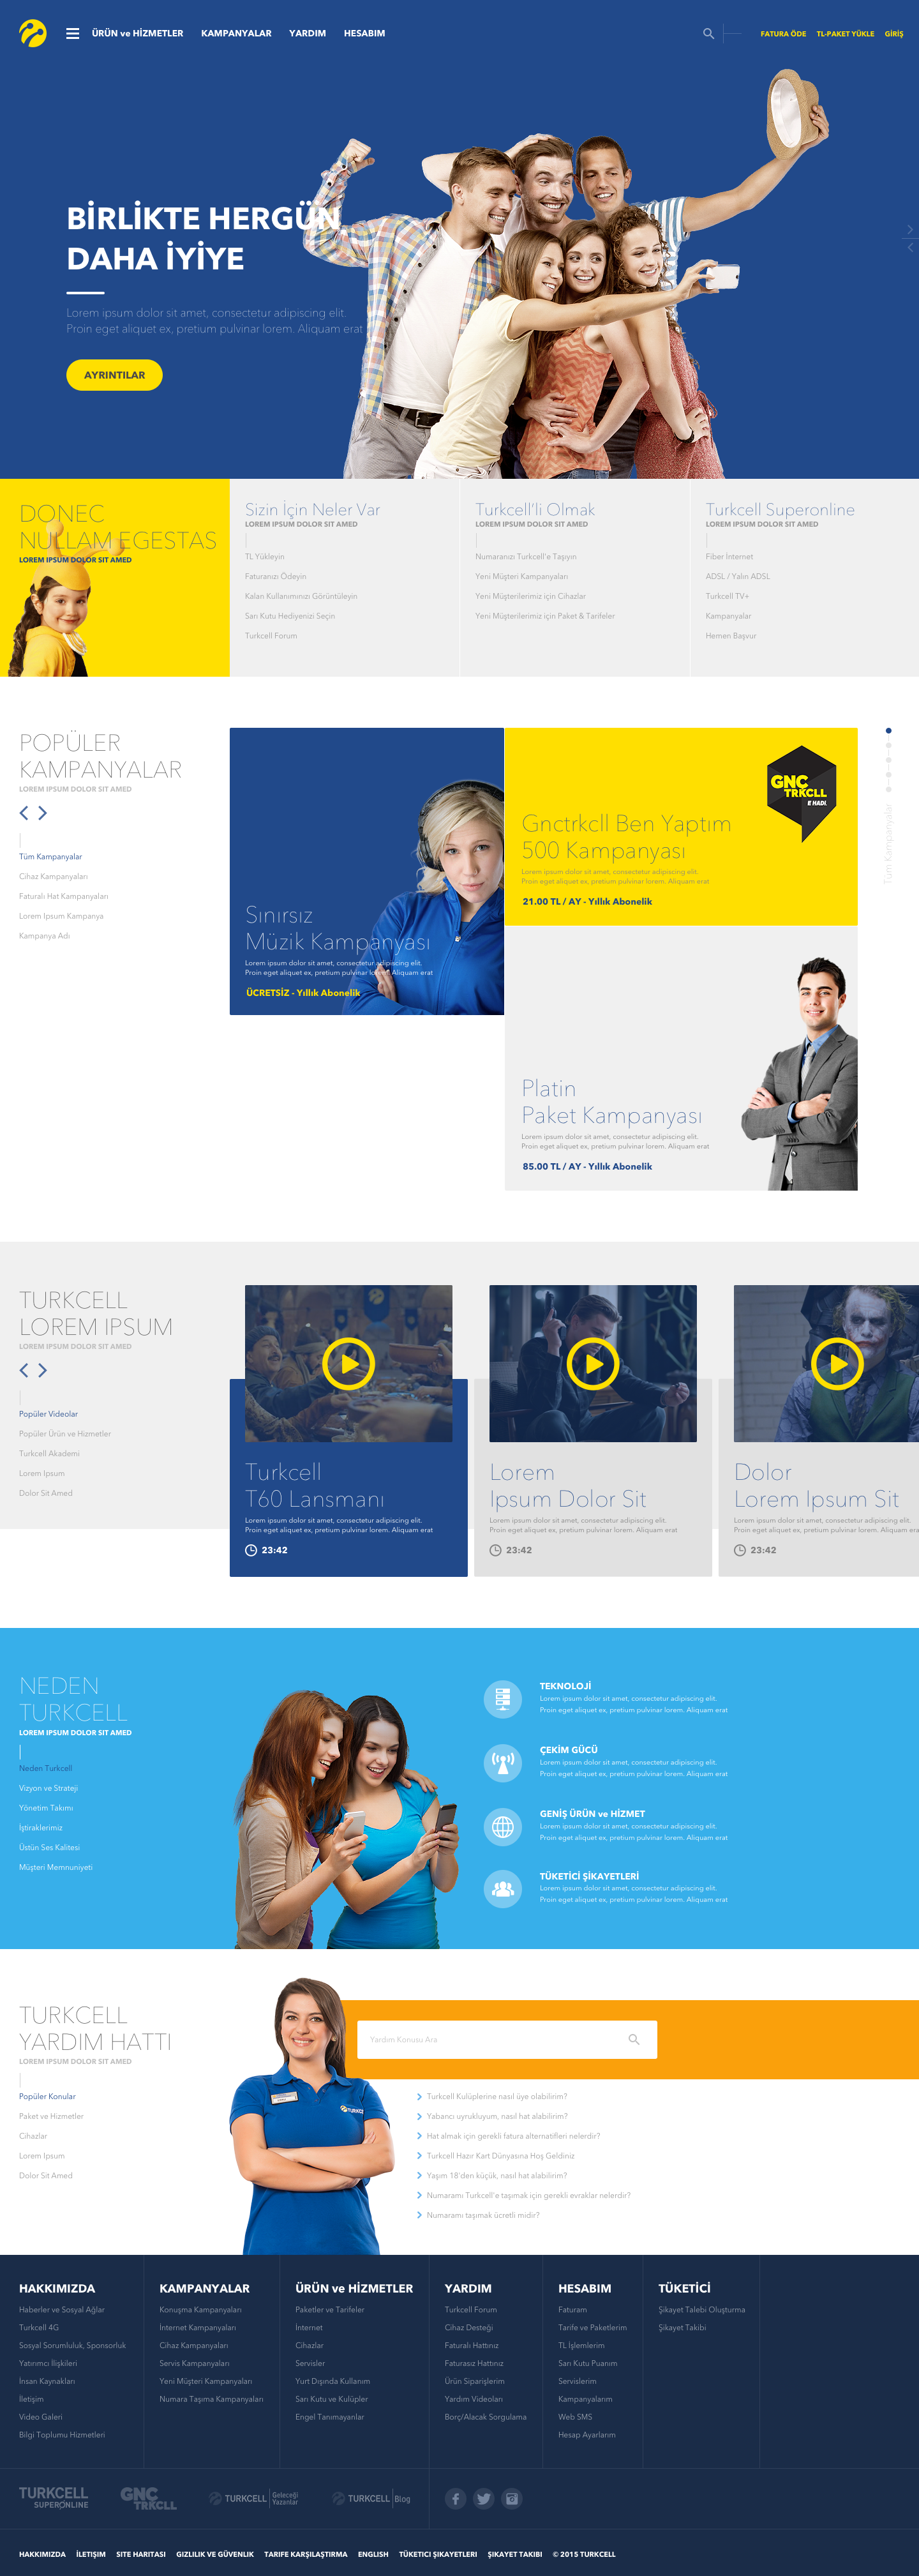 ÜRÜN ve HİZMETLER
KAMPANYALAR
YARDIM
HESABIM
FATURA ÖDE
TL-PAKET YÜKLE
GİRİŞ
BİRLİKTE HERGÜN
DAHA İYİYE
Lorem ipsum dolor sit amet, consectetur adipiscing elit.
Proin eget aliquet ex, pretium pulvinar lorem. Aliquam erat
AYRINTILAR
DONEC
NULLAM EGESTAS
LOREM IPSUM DOLOR SIT AMED
Sizin İçin Neler Var
LOREM IPSUM DOLOR SIT AMED
TL Yükleyin
Faturanızı Ödeyin
Kalan Kullanımınızı Görüntüleyin
Sarı Kutu Hediyenizi Seçin
Turkcell Forum
Turkcell'li Olmak
LOREM IPSUM DOLOR SIT AMED
Numaranızı Turkcell'e Taşıyın
Yeni Müşteri Kampanyaları
Yeni Müşterilerimiz için Cihazlar
Yeni Müşterilerimiz için Paket & Tarifeler
Turkcell Superonline
LOREM IPSUM DOLOR SIT AMED
Fiber İnternet
ADSL / Yalın ADSL
Turkcell TV+
Kampanyalar
Hemen Başvur
POPÜLER
KAMPANYALAR
LOREM IPSUM DOLOR SIT AMED
Tüm Kampanyalar
Cihaz Kampanyaları
Faturalı Hat Kampanyaları
Lorem Ipsum Kampanya
Kampanya Adı
Sınırsız
Müzik Kampanyası
Lorem ipsum dolor sit amet, consectetur adipiscing elit.
Proin eget aliquet ex, pretium pulvinar lorem. Aliquam erat
ÜCRETSİZ - Yıllık Abonelik
GNC
TRKCLL
E HADI.
Gnctrkcll Ben Yaptım
500 Kampanyası
Lorem ipsum dolor sit amet, consectetur adipiscing elit.
Proin eget aliquet ex, pretium pulvinar lorem. Aliquam erat
21.00 TL / AY - Yıllık Abonelik
Platin
Paket Kampanyası
Lorem ipsum dolor sit amet, consectetur adipiscing elit.
Proin eget aliquet ex, pretium pulvinar lorem. Aliquam erat
85.00 TL / AY - Yıllık Abonelik
Tüm Kampanyalar
TURKCELL
LOREM IPSUM
LOREM IPSUM DOLOR SIT AMED
Popüler Videolar
Popüler Ürün ve Hizmetler
Turkcell Akademi
Lorem Ipsum
Dolor Sit Amed
Turkcell
T60 Lansmanı
Lorem ipsum dolor sit amet, consectetur adipiscing elit.
Proin eget aliquet ex, pretium pulvinar lorem. Aliquam erat
23:42
Lorem
Ipsum Dolor Sit
Lorem ipsum dolor sit amet, consectetur adipiscing elit.
Proin eget aliquet ex, pretium pulvinar lorem. Aliquam erat
23:42
Dolor
Lorem Ipsum Sit
Lorem ipsum dolor sit amet, consectetur adipiscing elit.
Proin eget aliquet ex, pretium pulvinar lorem. Aliquam era
23:42
NEDEN
TURKCELL
LOREM IPSUM DOLOR SIT AMED
Neden Turkcell
Vizyon ve Strateji
Yönetim Takımı
İştiraklerimiz
Üstün Ses Kalitesi
Müşteri Memnuniyeti
TEKNOLOJİ
Lorem ipsum dolor sit amet, consectetur adipiscing elit.
Proin eget aliquet ex, pretium pulvinar lorem. Aliquam erat
ÇEKİM GÜCÜ
Lorem ipsum dolor sit amet, consectetur adipiscing elit.
Proin eget aliquet ex, pretium pulvinar lorem. Aliquam erat
GENİŞ ÜRÜN ve HİZMET
Lorem ipsum dolor sit amet, consectetur adipiscing elit.
Proin eget aliquet ex, pretium pulvinar lorem. Aliquam erat
TÜKETİCİ ŞİKAYETLERİ
Lorem ipsum dolor sit amet, consectetur adipiscing elit.
Proin eget aliquet ex, pretium pulvinar lorem. Aliquam erat
TURKCELL
YARDIM HATTI
LOREM IPSUM DOLOR SIT AMED
Popüler Konular
Paket ve Hizmetler
Cihazlar
Lorem Ipsum
Dolor Sit Amed
Yardım Konusu Ara
Turkcell Kulüplerine nasıl üye olabilirim?
Yabancı uyrukluyum, nasıl hat alabilirim?
Hat almak için gerekli fatura alternatifleri nelerdir?
Turkcell Hazır Kart Dünyasına Hoş Geldiniz
Yaşım 18'den küçük, nasıl hat alabilirim?
Numaramı Turkcell'e taşımak için gerekli evraklar nelerdir?
Numaramı taşımak ücretli midir?
HAKKIMIZDA
Haberler ve Sosyal Ağlar
Turkcell 4G
Sosyal Sorumluluk, Sponsorluk
Yatırımcı İlişkileri
İnsan Kaynakları
İletişim
Video Galeri
Bilgi Toplumu Hizmetleri
KAMPANYALAR
Konuşma Kampanyaları
İnternet Kampanyaları
Cihaz Kampanyaları
Servis Kampanyaları
Yeni Müşteri Kampanyaları
Numara Taşıma Kampanyaları
ÜRÜN ve HİZMETLER
Paketler ve Tarifeler
İnternet
Cihazlar
Servisler
Yurt Dışında Kullanım
Sarı Kutu ve Kulüpler
Engel Tanımayanlar
YARDIM
Turkcell Forum
Cihaz Desteği
Faturalı Hattınız
Faturasız Hattınız
Ürün Siparişlerim
Yardım Videoları
Borç/Alacak Sorgulama
HESABIM
Faturam
Tarife ve Paketlerim
TL İşlemlerim
Sarı Kutu Puanım
Servislerim
Kampanyalarım
Web SMS
Hesap Ayarlarım
TÜKETİCİ
Şikayet Talebi Oluşturma
Şikayet Takibi
TURKCELL
SUPERONLINE
GNC
TRKCLL
TURKCELL Geleceği
Yazanlar
TURKCELL Blog
HAKKIMIZDA
İLETIŞIM
SITE HARITASI
GIZLILIK VE GÜVENLIK
TARIFE KARŞILAŞTIRMA
ENGLISH
TÜKETICI ŞIKAYETLERI
ŞIKAYET TAKIBI
© 2015 TURKCELL